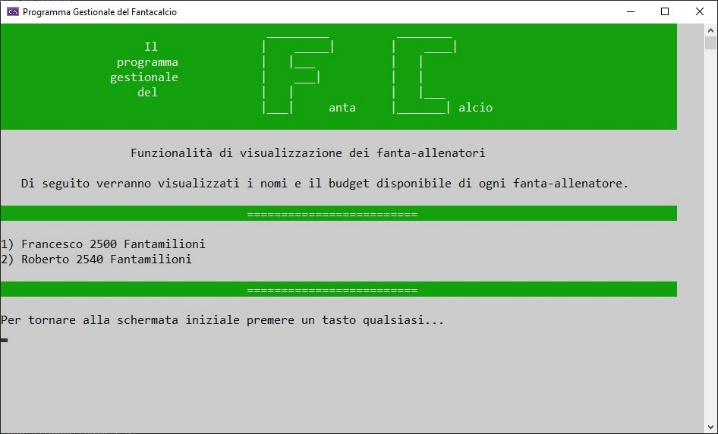 Programma Gestionale del Fantacalcio
Il
programma
gestionale
del
F anta C alcio
Funzionalità di visualizzazione dei fanta-allenatori
Di seguito verranno visualizzati i nomi e il budget disponibile di ogni fanta-allenatore.
=========================
1) Francesco 2500 Fantamilioni
2) Roberto 2540 Fantamilioni
=========================
Per tornare alla schermata iniziale premere un tasto qualsiasi...